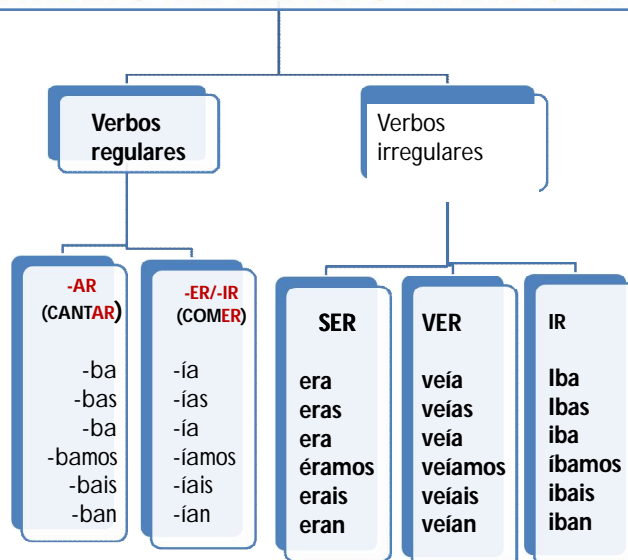 Verbos
regulares
Verbos
irregulares
-AR
(CANTAR)
-ba
-bas
-ba
-bamos
-bais
-ban
-ER/-IR
(COMER)
-ía
-ías
-ía
-íamos
-íais
-ían
SER
era
eras
era
éramos
erais
eran
VER
veía
veías
veía
veíamos
veíais
veían
IR
Iba
Ibas
iba
íbamos
ibais
iban